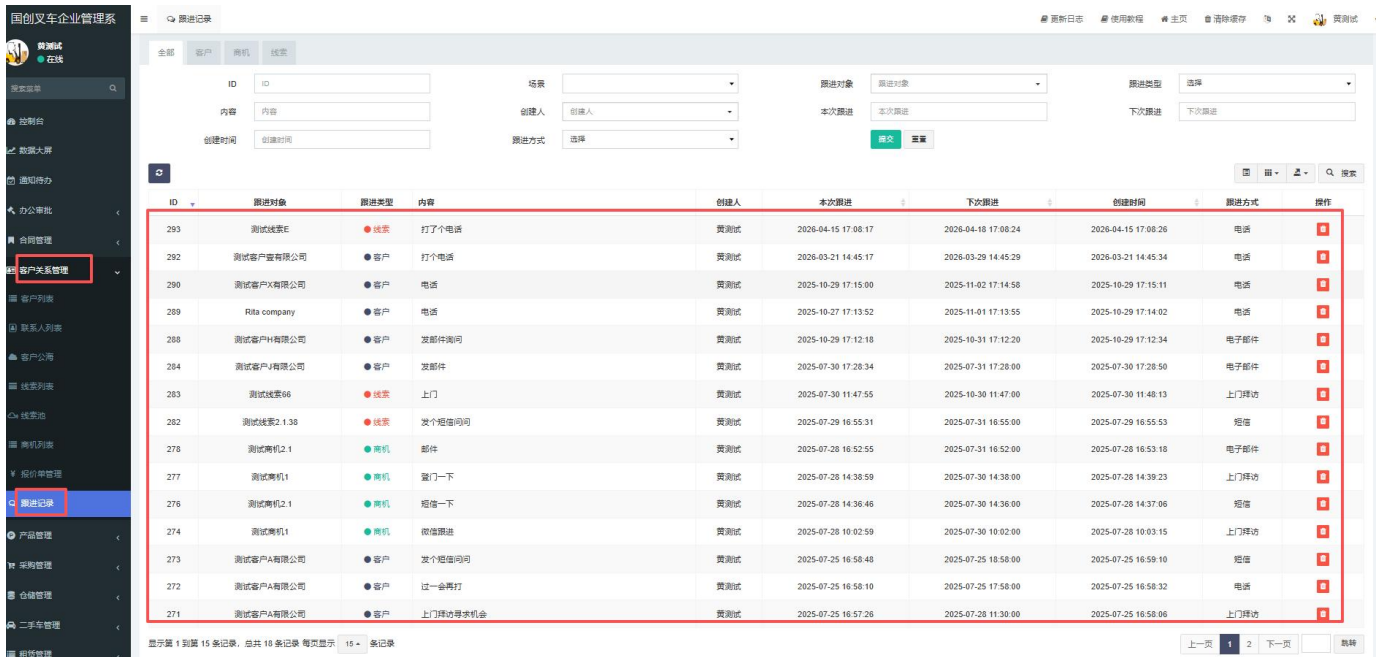 国创叉车企业管理系
跟进记录
更新日志 使用教程 主页 清除缓存 黄测试
黄测试
在线
搜索菜单
控制台
数据大屏
通知待办
办公审批
合同管理
客户关系管理
客户列表
联系人列表
客户公海
线索列表
线索池
商机列表
报价单管理
跟进记录
产品管理
采购管理
仓储管理
二手车管理
租赁管理
全部 客户 商机 线索
ID ID 场景 跟进对象 跟进对象 跟进类型 选择
内容 内容 创建人 创建人 本次跟进 本次跟进 下次跟进 下次跟进
创建时间 创建时间 跟进方式 选择 提交 重置
搜索
ID 跟进对象 跟进类型 内容 创建人 本次跟进 下次跟进 创建时间 跟进方式 操作
293 测试线索E 线索 打了个电话 黄测试 2026-04-15 17:08:17 2026-04-18 17:08:24 2026-04-15 17:08:26 电话
292 测试客户壹有限公司 客户 打个电话 黄测试 2026-03-21 14:45:17 2026-03-29 14:45:29 2026-03-21 14:45:34 电话
290 测试客户X有限公司 客户 电话 黄测试 2025-10-29 17:15:00 2025-11-02 17:14:58 2025-10-29 17:15:11 电话
289 Rita company 客户 电话 黄测试 2025-10-27 17:13:52 2025-11-01 17:13:55 2025-10-29 17:14:02 电话
288 测试客户H有限公司 客户 发邮件询问 黄测试 2025-10-29 17:12:18 2025-10-31 17:12:20 2025-10-29 17:12:34 电子邮件
284 测试客户J有限公司 客户 发邮件 黄测试 2025-07-30 17:28:34 2025-07-31 17:28:00 2025-07-30 17:28:50 电子邮件
283 测试线索66 线索 上门 黄测试 2025-07-30 11:47:55 2025-10-30 11:47:00 2025-07-30 11:48:13 上门拜访
282 测试线索2.1.38 线索 发个短信问问 黄测试 2025-07-29 16:55:31 2025-07-31 16:55:00 2025-07-29 16:55:53 短信
278 测试商机2.1 商机 邮件 黄测试 2025-07-28 16:52:55 2025-07-31 16:52:00 2025-07-28 16:53:18 电子邮件
277 测试商机1 商机 登门一下 黄测试 2025-07-28 14:38:59 2025-07-30 14:38:00 2025-07-28 14:39:23 上门拜访
276 测试商机2.1 商机 短信一下 黄测试 2025-07-28 14:36:46 2025-07-30 14:36:00 2025-07-28 14:37:06 短信
274 测试商机1 商机 微信跟进 黄测试 2025-07-28 10:02:59 2025-07-30 10:02:00 2025-07-28 10:03:15 上门拜访
273 测试客户A有限公司 客户 发个短信问问 黄测试 2025-07-25 16:58:48 2025-07-25 18:58:00 2025-07-25 16:59:10 短信
272 测试客户A有限公司 客户 过一会再打 黄测试 2025-07-25 16:58:10 2025-07-25 17:58:00 2025-07-25 16:58:32 电话
271 测试客户A有限公司 客户 上门拜访寻求机会 黄测试 2025-07-25 16:57:26 2025-07-28 11:30:00 2025-07-25 16:58:06 上门拜访
显示第 1 到第 15 条记录，总共 18 条记录 每页显示 15 条记录
上一页 1 2 下一页 跳转